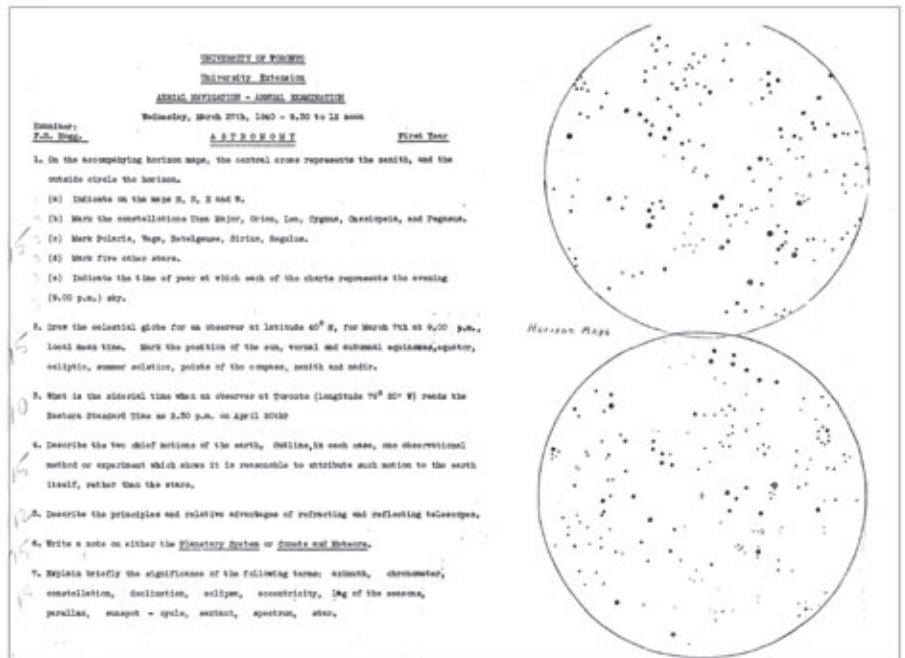 UNIVERSITY OF TORONTO
University Extension
AERIAL NAVIGATION - ANNUAL EXAMINATION
Wednesday, March 27th, 1940 - 9.30 to 12 noon
Examiner:
F.S. Hogg.
ASTRONOMY
First Year
1. On the accompanying horizon maps, the central cross represents the zenith, and the
outside circle the horizon.
(a) Indicate on the maps N, S, E and W.
(b) Mark the constellations Ursa Major, Orion, Leo, Cygnus, Cassiopeia, and Pegasus.
(c) Mark Polaris, Vega, Betelgeuse, Sirius, Regulus.
(d) Mark five other stars.
(e) Indicate the time of year at which each of the charts represents the evening
(9.00 p.m.) sky.
2. Draw the celestial globe for an observer at latitude 40° N, for March 7th at 9.00 p.m.,
local mean time. Mark the position of the sun, vernal and autumnal equinoxes, equator,
ecliptic, summer solstice, points of the compass, zenith and nadir.
3. What is the sidereal time when an observer at Toronto (longitude 79° 20' W) reads the
Eastern Standard Time as 2.30 p.m. on April 20th?
4. Describe the two chief motions of the earth. Outline, in each case, one observational
method or experiment which shows it is reasonable to attribute such motion to the earth
itself, rather than the stars.
5. Describe the principles and relative advantages of refracting and reflecting telescopes.
6. Write a note on either the Planetary System or Comets and Meteors.
7. Explain briefly the significance of the following terms: azimuth, chronometer,
constellation, declination, eclipse, eccentricity, lag of the seasons,
parallax, sunspot - cycle, sextant, spectrum, star.
Horizon Maps
15
15
10
15
12
15